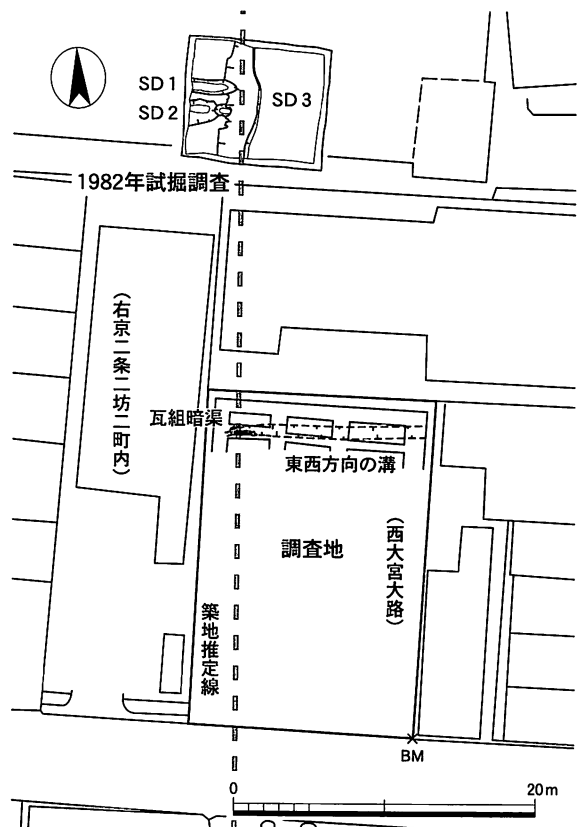 SD 1
SD 2
SD 3
1982年試掘調査
(右京二条二坊二町内)
瓦組暗渠
東西方向の溝
調査地
(西大宮大路)
築地推定線
BM
0
20m